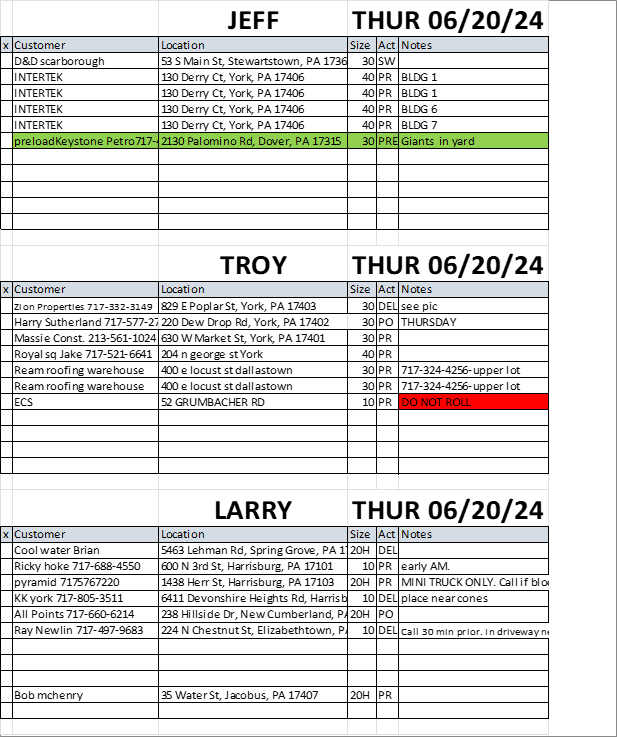 JEFF THUR 06/20/24
x Customer Location Size Act Notes
D&D scarborough 53 S Main St, Stewartstown, PA 1736 30 SW
INTERTEK 130 Derry Ct, York, PA 17406 40 PR BLDG 1
INTERTEK 130 Derry Ct, York, PA 17406 40 PR BLDG 1
INTERTEK 130 Derry Ct, York, PA 17406 40 PR BLDG 6
INTERTEK 130 Derry Ct, York, PA 17406 40 PR BLDG 7
preloadKeystone Petro717- 2130 Palomino Rd, Dover, PA 17315 30 PRE Giants in yard
TROY THUR 06/20/24
x Customer Location Size Act Notes
Zion Properties 717-332-3149 829 E Poplar St, York, PA 17403 30 DEL see pic
Harry Sutherland 717-577-27 220 Dew Drop Rd, York, PA 17402 30 PO THURSDAY
Massie Const. 213-561-1024 630 W Market St, York, PA 17401 30 PR
Royal sq Jake 717-521-6641 204 n george st York 40 PR
Ream roofing warehouse 400 e locust st dallastown 30 PR 717-324-4256-upper lot
Ream roofing warehouse 400 e locust st dallastown 30 PR 717-324-4256-upper lot
ECS 52 GRUMBACHER RD 10 PR DO NOT ROLL
LARRY THUR 06/20/24
x Customer Location Size Act Notes
Cool water Brian 5463 Lehman Rd, Spring Grove, PA 1 20H DEL
Ricky hoke 717-688-4550 600 N 3rd St, Harrisburg, PA 17101 10 PR early AM.
pyramid 7175767220 1438 Herr St, Harrisburg, PA 17103 20H PR MINI TRUCK ONLY. Call if blo
KK york 717-805-3511 6411 Devonshire Heights Rd, Harrisb 10 DEL place near cones
All Points 717-660-6214 238 Hillside Dr, New Cumberland, PA 20H PO
Ray Newlin 717-497-9683 224 N Chestnut St, Elizabethtown, PA 10 DEL Call 30 min prior. In driveway ne
Bob mchenry 35 Water St, Jacobus, PA 17407 20H PR